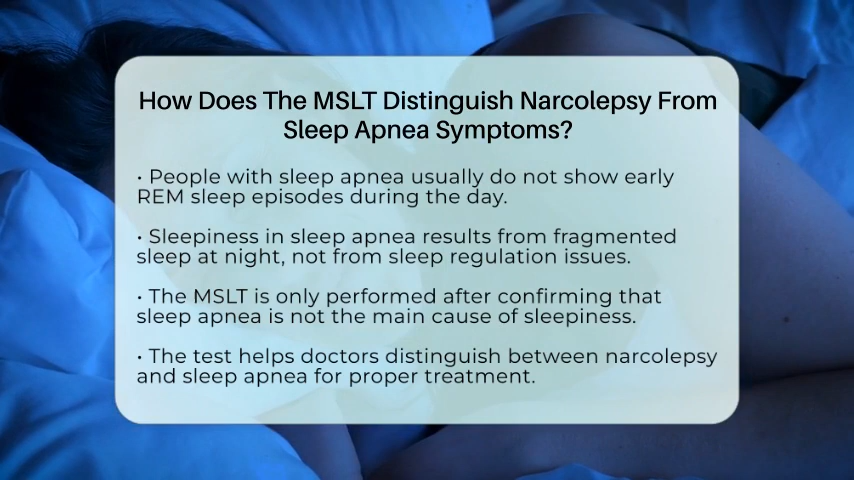 How Does The MSLT Distinguish Narcolepsy From
Sleep Apnea Symptoms?
• People with sleep apnea usually do not show early
REM sleep episodes during the day.
• Sleepiness in sleep apnea results from fragmented
sleep at night, not from sleep regulation issues.
• The MSLT is only performed after confirming that
sleep apnea is not the main cause of sleepiness.
• The test helps doctors distinguish between narcolepsy
and sleep apnea for proper treatment.